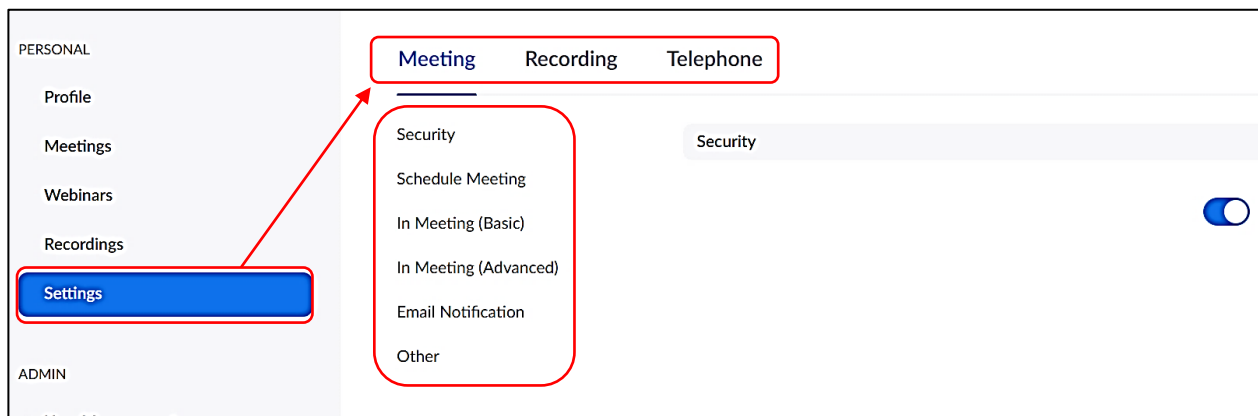 PERSONAL
Profile
Meetings
Webinars
Recordings
Settings
ADMIN
Meeting Recording Telephone
Security
Schedule Meeting
In Meeting (Basic)
In Meeting (Advanced)
Email Notification
Other
Security